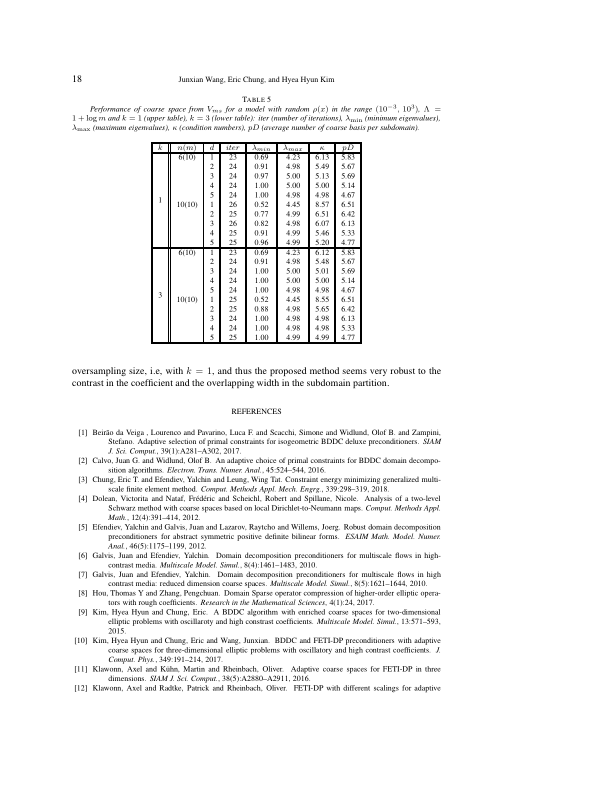 18 Junxian Wang, Eric Chung, and Hyea Hyun Kim
TABLE 5
Performance of coarse space from Vms for a model with random ρ(x) in the range (10⁻³, 10³), Λ =
1 + log m and k = 1 (upper table), k = 3 (lower table): iter (number of iterations), λmin (minimum eigenvalues),
λmax (maximum eigenvalues), κ (condition numbers), pD (average number of coarse basis per subdomain).
k n(m) d iter λmin λmax κ pD
6(10) 1 23 0.69 4.23 6.13 5.83
2 24 0.91 4.98 5.49 5.67
3 24 0.97 5.00 5.13 5.69
4 24 1.00 5.00 5.00 5.14
5 24 1.00 4.98 4.98 4.67
1 10(10) 1 26 0.52 4.45 8.57 6.51
2 25 0.77 4.99 6.51 6.42
3 26 0.82 4.98 6.07 6.13
4 25 0.91 4.99 5.46 5.33
5 25 0.96 4.99 5.20 4.77
6(10) 1 23 0.69 4.23 6.12 5.83
2 24 0.91 4.98 5.48 5.67
3 24 1.00 5.00 5.01 5.69
4 24 1.00 5.00 5.00 5.14
5 24 1.00 4.98 4.98 4.67
3 10(10) 1 25 0.52 4.45 8.55 6.51
2 25 0.88 4.98 5.65 6.42
3 24 1.00 4.98 4.98 6.13
4 24 1.00 4.98 4.98 5.33
5 25 1.00 4.99 4.99 4.77
oversampling size, i.e, with k = 1, and thus the proposed method seems very robust to the
contrast in the coefficient and the overlapping width in the subdomain partition.
REFERENCES
[1] Beirão da Veiga , Lourenco and Pavarino, Luca F. and Scacchi, Simone and Widlund, Olof B. and Zampini,
Stefano. Adaptive selection of primal constraints for isogeometric BDDC deluxe preconditioners. SIAM
J. Sci. Comput., 39(1):A281–A302, 2017.
[2] Calvo, Juan G. and Widlund, Olof B. An adaptive choice of primal constraints for BDDC domain decompo-
sition algorithms. Electron. Trans. Numer. Anal., 45:524–544, 2016.
[3] Chung, Eric T. and Efendiev, Yalchin and Leung, Wing Tat. Constraint energy minimizing generalized multi-
scale finite element method. Comput. Methods Appl. Mech. Engrg., 339:298–319, 2018.
[4] Dolean, Victorita and Nataf, Frédéric and Scheichl, Robert and Spillane, Nicole. Analysis of a two-level
Schwarz method with coarse spaces based on local Dirichlet-to-Neumann maps. Comput. Methods Appl.
Math., 12(4):391–414, 2012.
[5] Efendiev, Yalchin and Galvis, Juan and Lazarov, Raytcho and Willems, Joerg. Robust domain decomposition
preconditions Y for abstract symmetric positive definite bilinear forms. ESAIM Math. Model. Numer.
Anal., 46(5):1175–1199, 2012.
[6] Galvis, Juan and Efendiev, Yalchin. Domain decomposition preconditioners for multiscale flows in high-
contrast media. Multiscale Model. Simul., 8(4):1461–1483, 2010.
[7] Galvis, Juan and Efendiev, Yalchin. Domain decomposition preconditioners for multiscale flows in high
contrast media: reduced dimension coarse spaces. Multiscale Model. Simul., 8(5):1621–1644, 2010.
[8] Hou, Thomas Y and Zhang, Pengchuan. Domain Sparse operator compression of higher-order elliptic opera-
tors with rough coefficients. Research in the Mathematical Sciences, 4(1):24, 2017.
[9] Kim, Hyea Hyun and Chung, Eric. A BDDC algorithm with enriched coarse spaces for two-dimensional
elliptic problems with oscillaroty and high constrast coefficients. Multiscale Model. Simul., 13:571–593,
2015.
[10] Kim, Hyea Hyun and Chung, Eric and Wang, Junxian. BDDC and FETI-DP preconditioners with adaptive
coarse spaces for three-dimensional elliptic problems with oscillatory and high contrast coefficients. J.
Comput. Phys., 349:191–214, 2017.
[11] Klawonn, Axel and Kühn, Martin and Rheinbach, Oliver. Adaptive coarse spaces for FETI-DP in three
dimensions. SIAM J. Sci. Comput., 38(5):A2880–A2911, 2016.
[12] Klawonn, Axel and Radtke, Patrick and Rheinbach, Oliver. FETI-DP with different scalings for adaptive